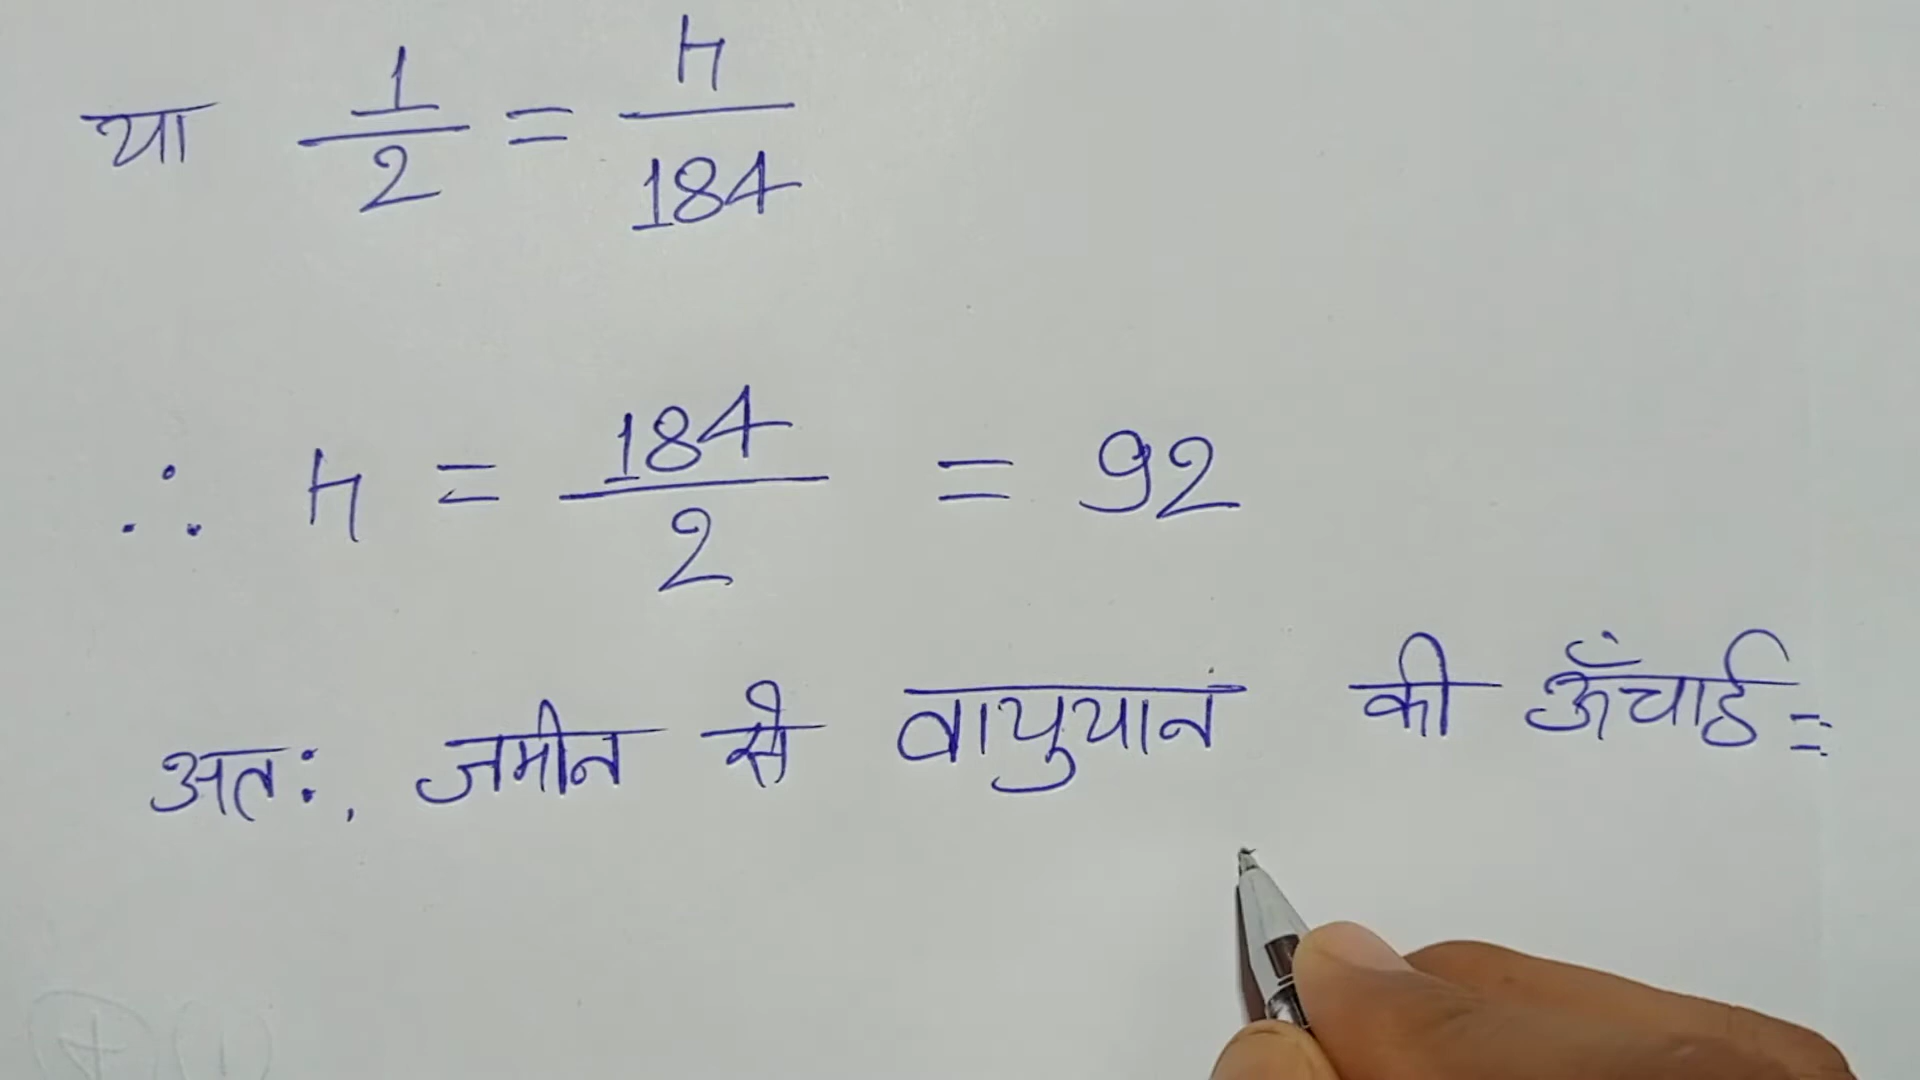 या 1/2 = h/184
∴ h = 184/2 = 92
अतः, जमीन से वायुयान की ऊँचाई =